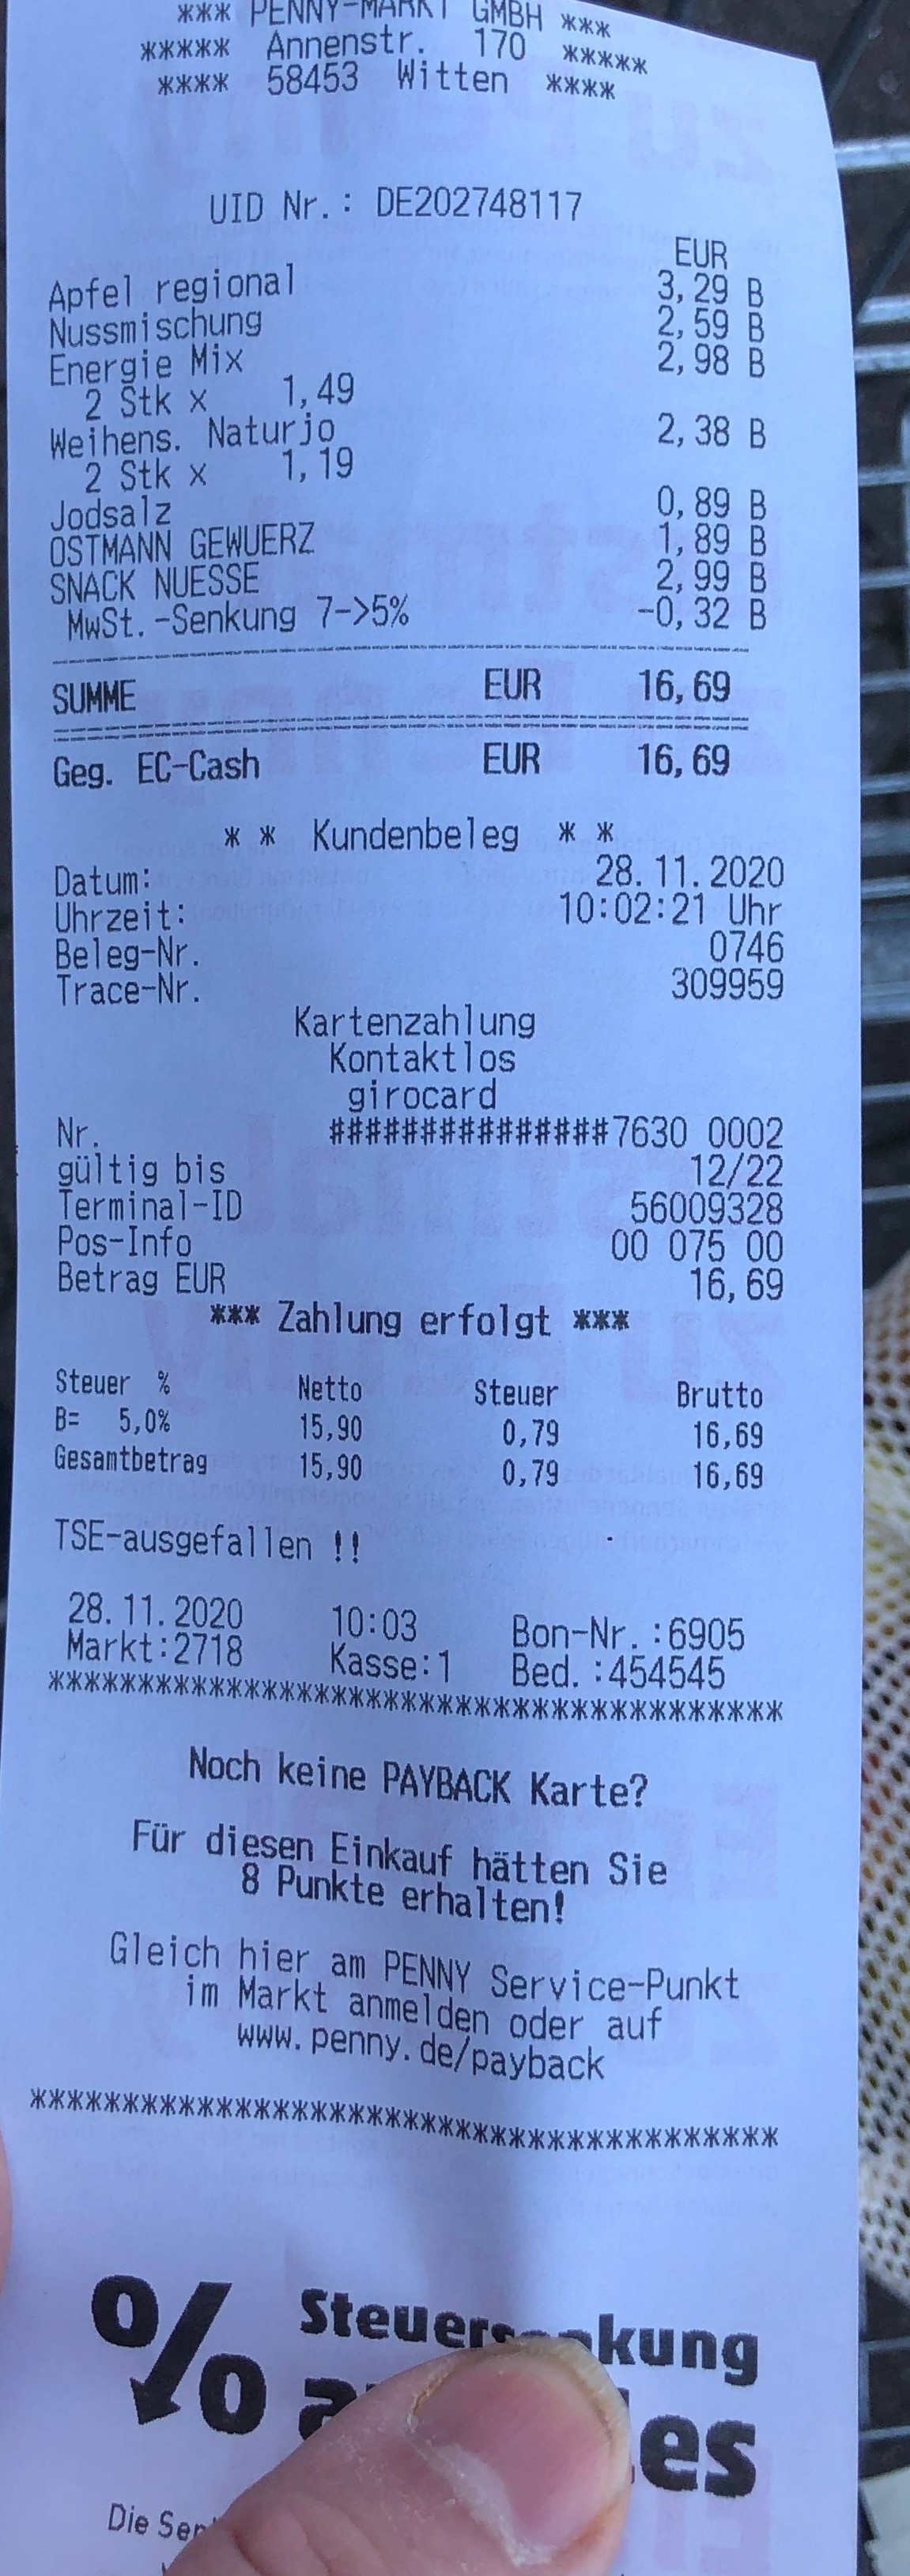 *** PENNY-MARKT GMBH ***
***** Annenstr. 170 *****
**** 58453 Witten ****
UID Nr.: DE202748117
EUR
Apfel regional 3,29 B
Nussmischung 2,59 B
Energie Mix 2,98 B
2 Stk x 1,49
Weihens. Naturjo 2,38 B
2 Stk x 1,19
Jodsalz 0,89 B
OSTMANN GEWUERZ 1,89 B
SNACK NUESSE 2,99 B
MwSt.-Senkung 7->5% -0,32 B
SUMME EUR 16,69
Geg. EC-Cash EUR 16,69
* * Kundenbeleg * *
Datum: 28.11.2020
Uhrzeit: 10:02:21 Uhr
Beleg-Nr. 0746
Trace-Nr. 309959
Kartenzahlung
Kontaktlos
girocard
Nr. ###############7630 0002
gültig bis 12/22
Terminal-ID 56009328
Pos-Info 00 075 00
Betrag EUR 16,69
*** Zahlung erfolgt ***
Steuer % Netto Steuer Brutto
B= 5,0% 15,90 0,79 16,69
Gesamtbetrag 15,90 0,79 16,69
TSE-ausgefallen !!
28.11.2020 10:03 Bon-Nr.:6905
Markt:2718 Kasse:1 Bed.:454545
******************************************
Noch keine PAYBACK Karte?
Für diesen Einkauf hätten Sie
8 Punkte erhalten!
Gleich hier am PENNY Service-Punkt
im Markt anmelden oder auf
www.penny.de/payback
******************************************
%
Die